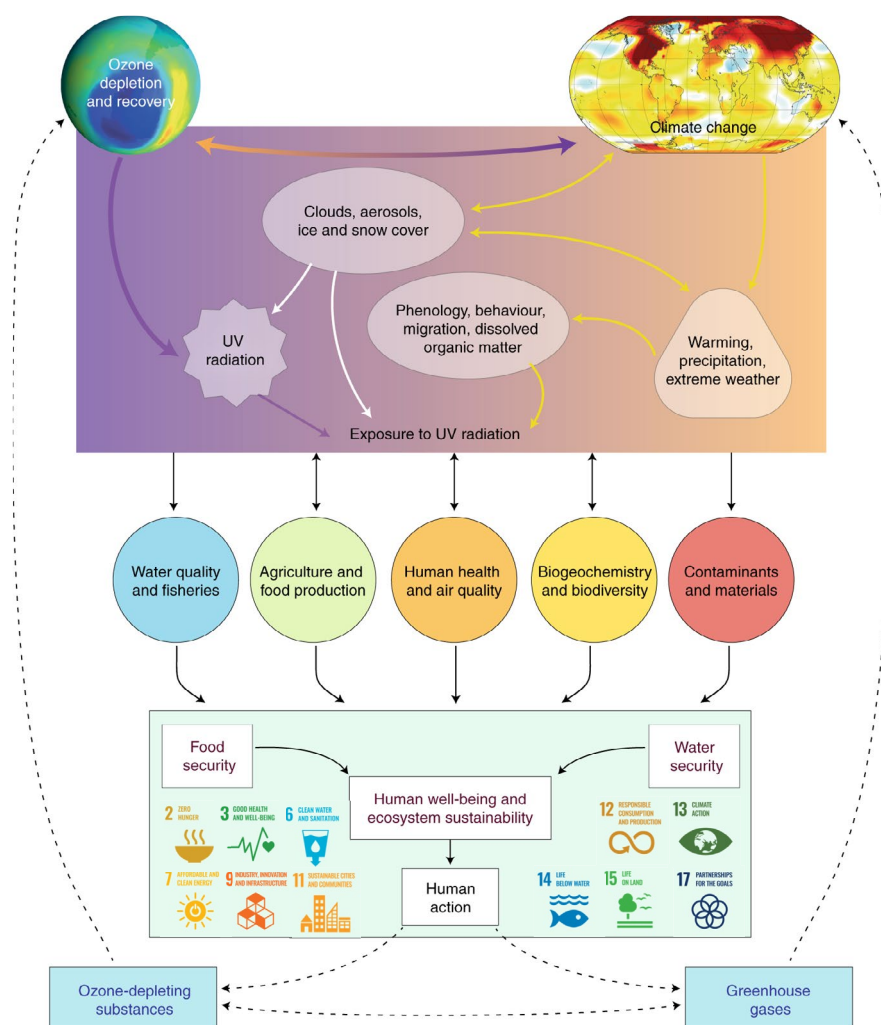 Ozone
depletion
and recovery
Climate change
Clouds, aerosols,
ice and snow cover
Phenology, behaviour,
migration, dissolved
organic matter
UV
radiation
Warming,
precipitation,
extreme weather
Exposure to UV radiation
Water quality
and fisheries
Agriculture and
food production
Human health
and air quality
Biogeochemistry
and biodiversity
Contaminants
and materials
Food
security
Water
security
Human well-being and
ecosystem sustainability
2 ZERO
HUNGER
3 GOOD HEALTH
AND WELL-BEING
6 CLEAN WATER
AND SANITATION
12 RESPONSIBLE
CONSUMPTION
AND PRODUCTION
13 CLIMATE
ACTION
7 AFFORDABLE AND
CLEAN ENERGY
9 INDUSTRY, INNOVATION
AND INFRASTRUCTURE
11 SUSTAINABLE CITIES
AND COMMUNITIES
Human
action
14 LIFE
BELOW WATER
15 LIFE
ON LAND
17 PARTNERSHIPS
FOR THE GOALS
Ozone-depleting
substances
Greenhouse
gases